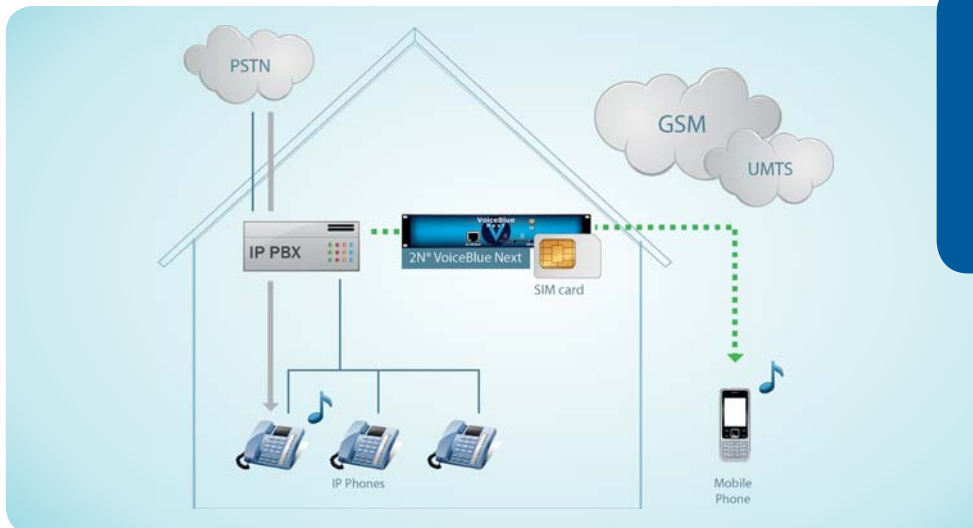 PSTN
GSM
UMTS
VoiceBlue
IP PBX
2N® VoiceBlue Next
SIM card
IP Phones
Mobile
Phone